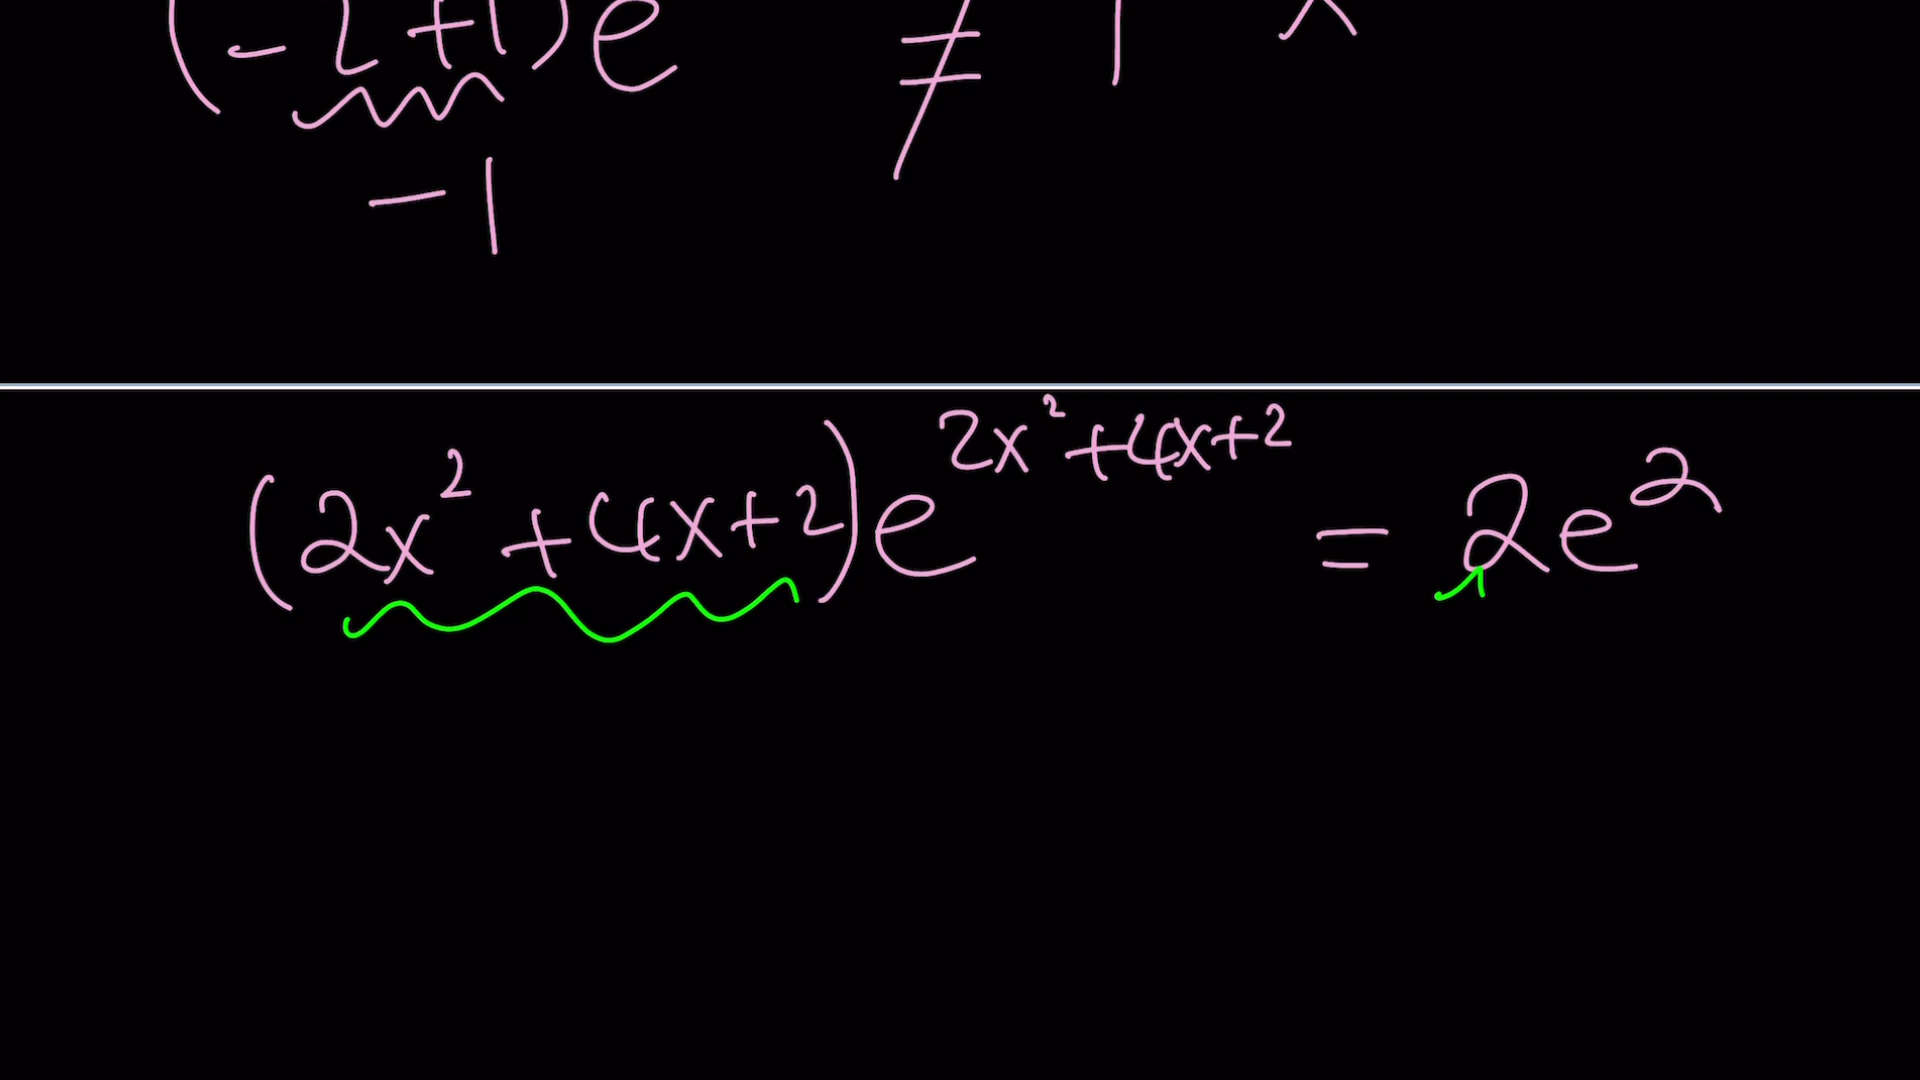 (-2+1)e ≠ 1 x
-1
(2x²+4x+2)e^{2x²+4x+2} = 2e²